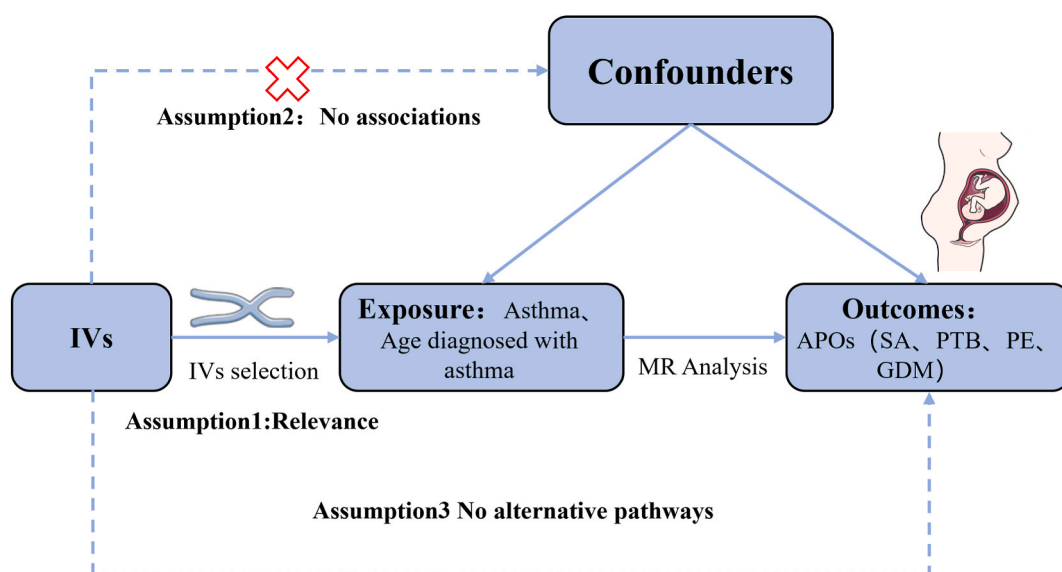 Confounders
Assumption2：No associations
IVs
IVs selection
Exposure：Asthma、
Age diagnosed with
asthma
MR Analysis
Outcomes：
APOs（SA、PTB、PE、
GDM）
Assumption1:Relevance
Assumption3 No alternative pathways